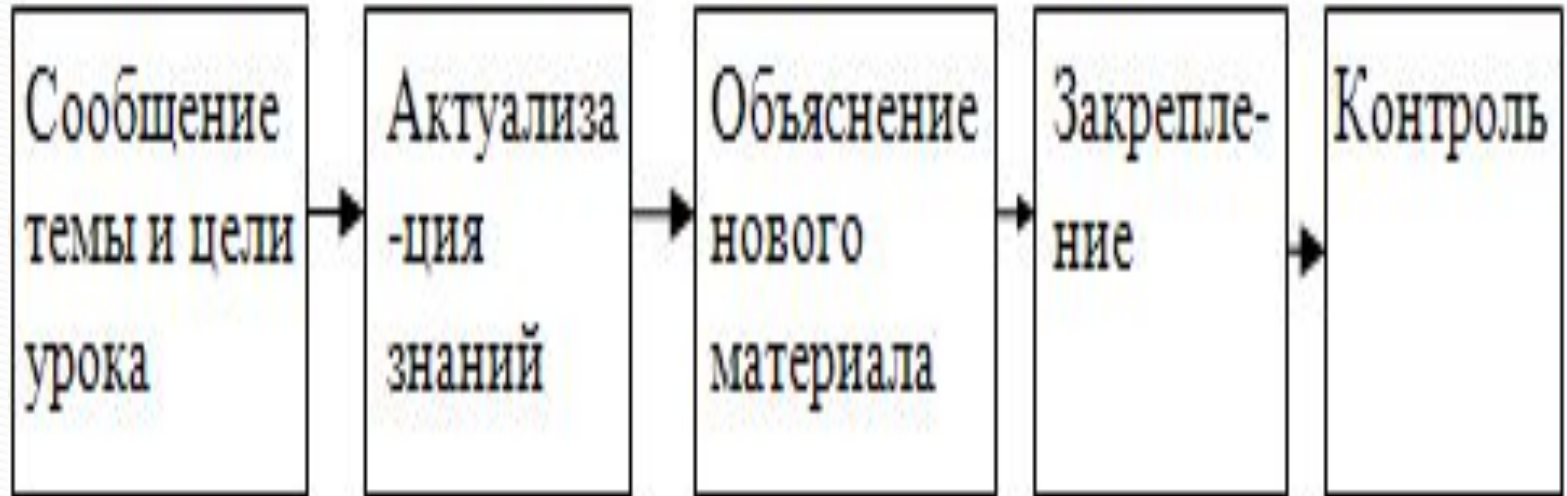 Сообщение
темы и цели
урока
Актуализа
-ция
знаний
Объяснение
нового
материала
Закрепле-
ние
Контроль